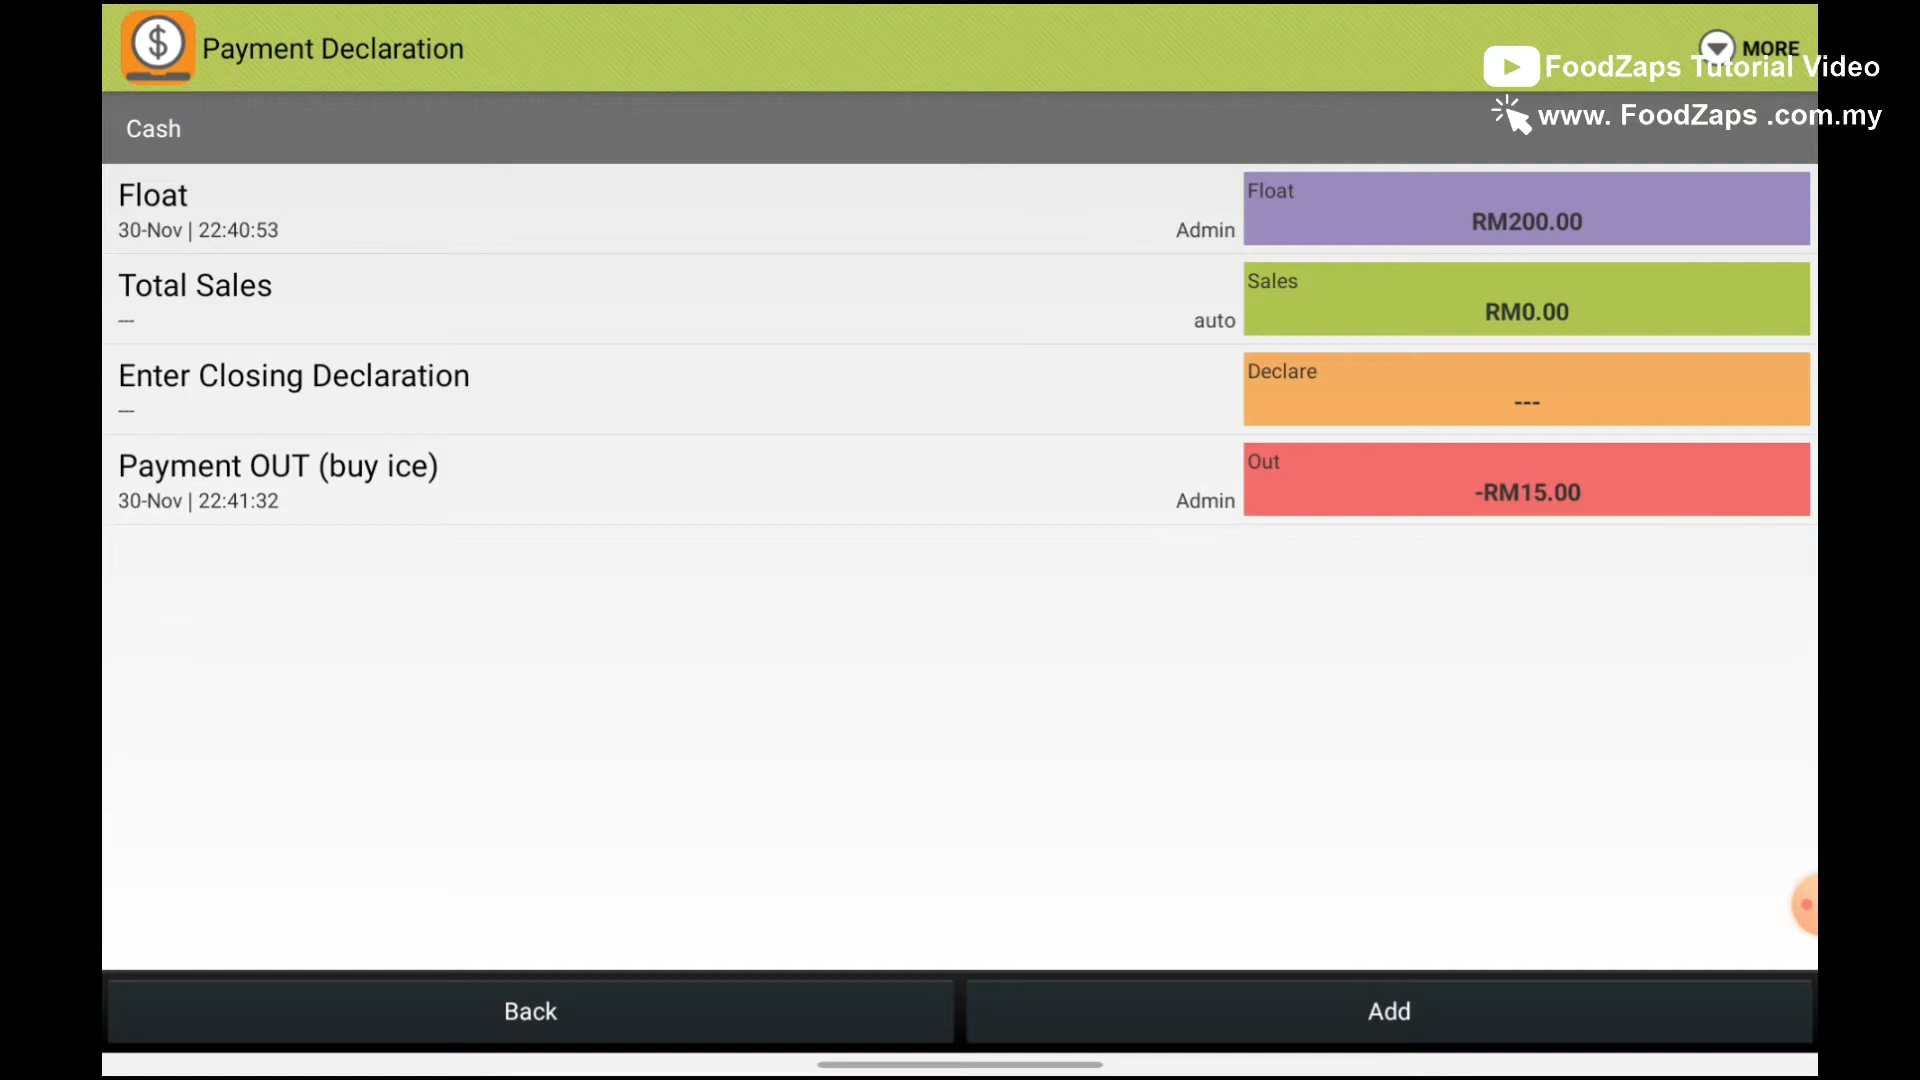 $ Payment Declaration
MORE
FoodZaps Tutorial Video
www. FoodZaps .com.my
Cash
Float
30-Nov | 22:40:53
Admin
Float
RM200.00
Total Sales
---
auto
Sales
RM0.00
Enter Closing Declaration
---
Declare
---
Payment OUT (buy ice)
30-Nov | 22:41:32
Admin
Out
-RM15.00
Back
Add